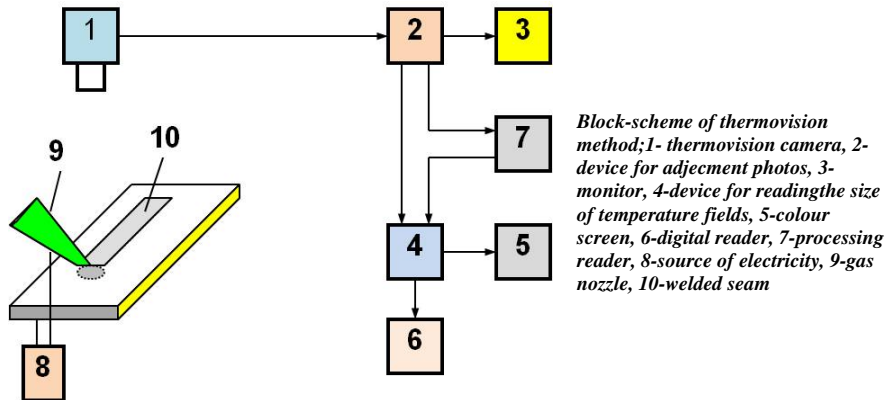 1
2
3
10
9
7
Block-scheme of thermovision
method;1- thermovision camera, 2-
device for adjecment photos, 3-
monitor, 4-device for readingthe size
of temperature fields, 5-colour
screen, 6-digital reader, 7-processing
reader, 8-source of electricity, 9-gas
nozzle, 10-welded seam
4
5
6
8